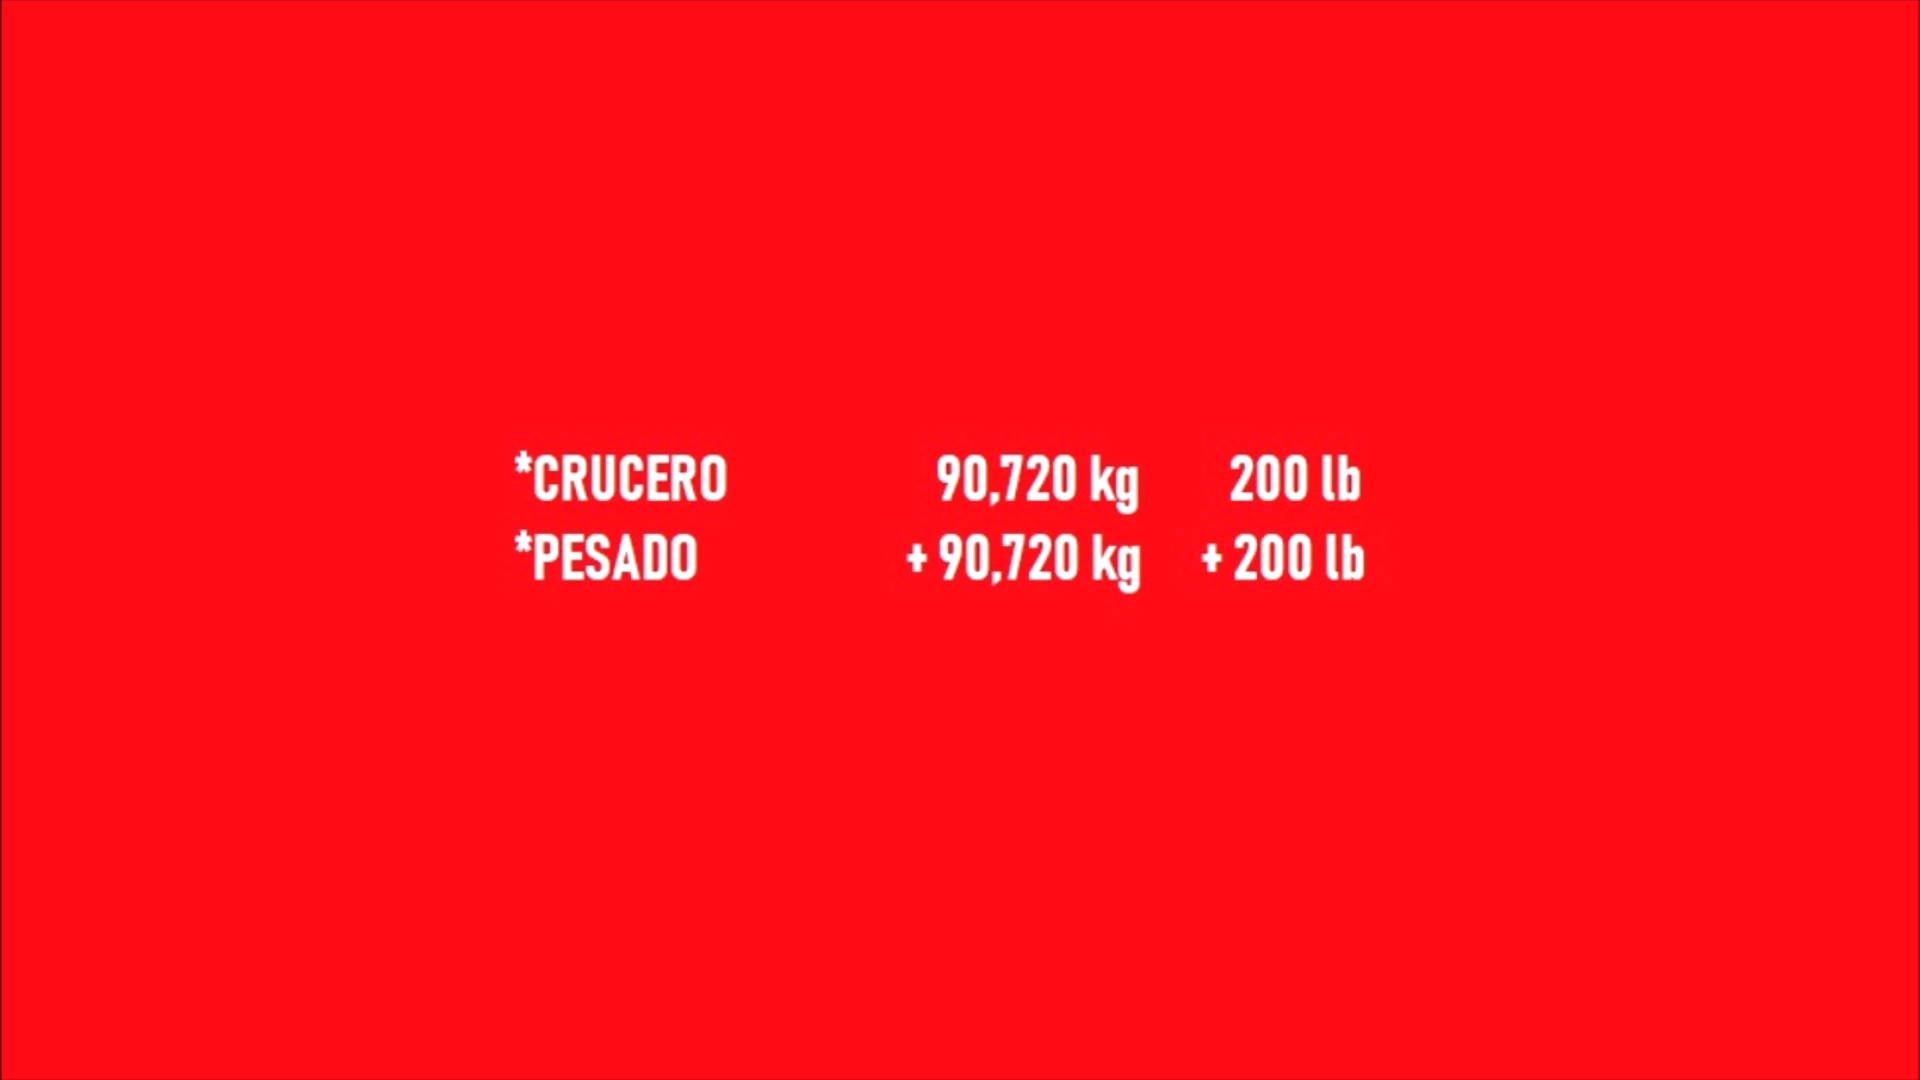 *CRUCERO 90,720 kg 200 lb
*PESADO + 90,720 kg + 200 lb